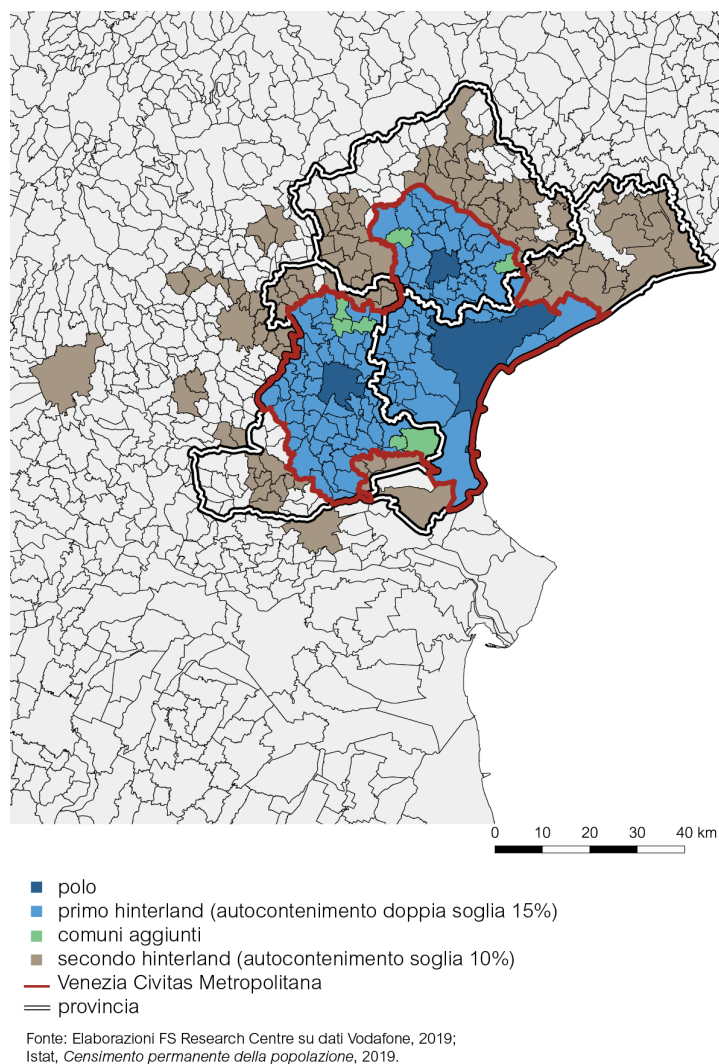 0 10 20 30 40 km
polo
primo hinterland (autocontenimento doppia soglia 15%)
comuni aggiunti
secondo hinterland (autocontenimento soglia 10%)
Venezia Civitas Metropolitana
provincia
Fonte: Elaborazioni FS Research Centre su dati Vodafone, 2019;
Istat, Censimento permanente della popolazione, 2019.